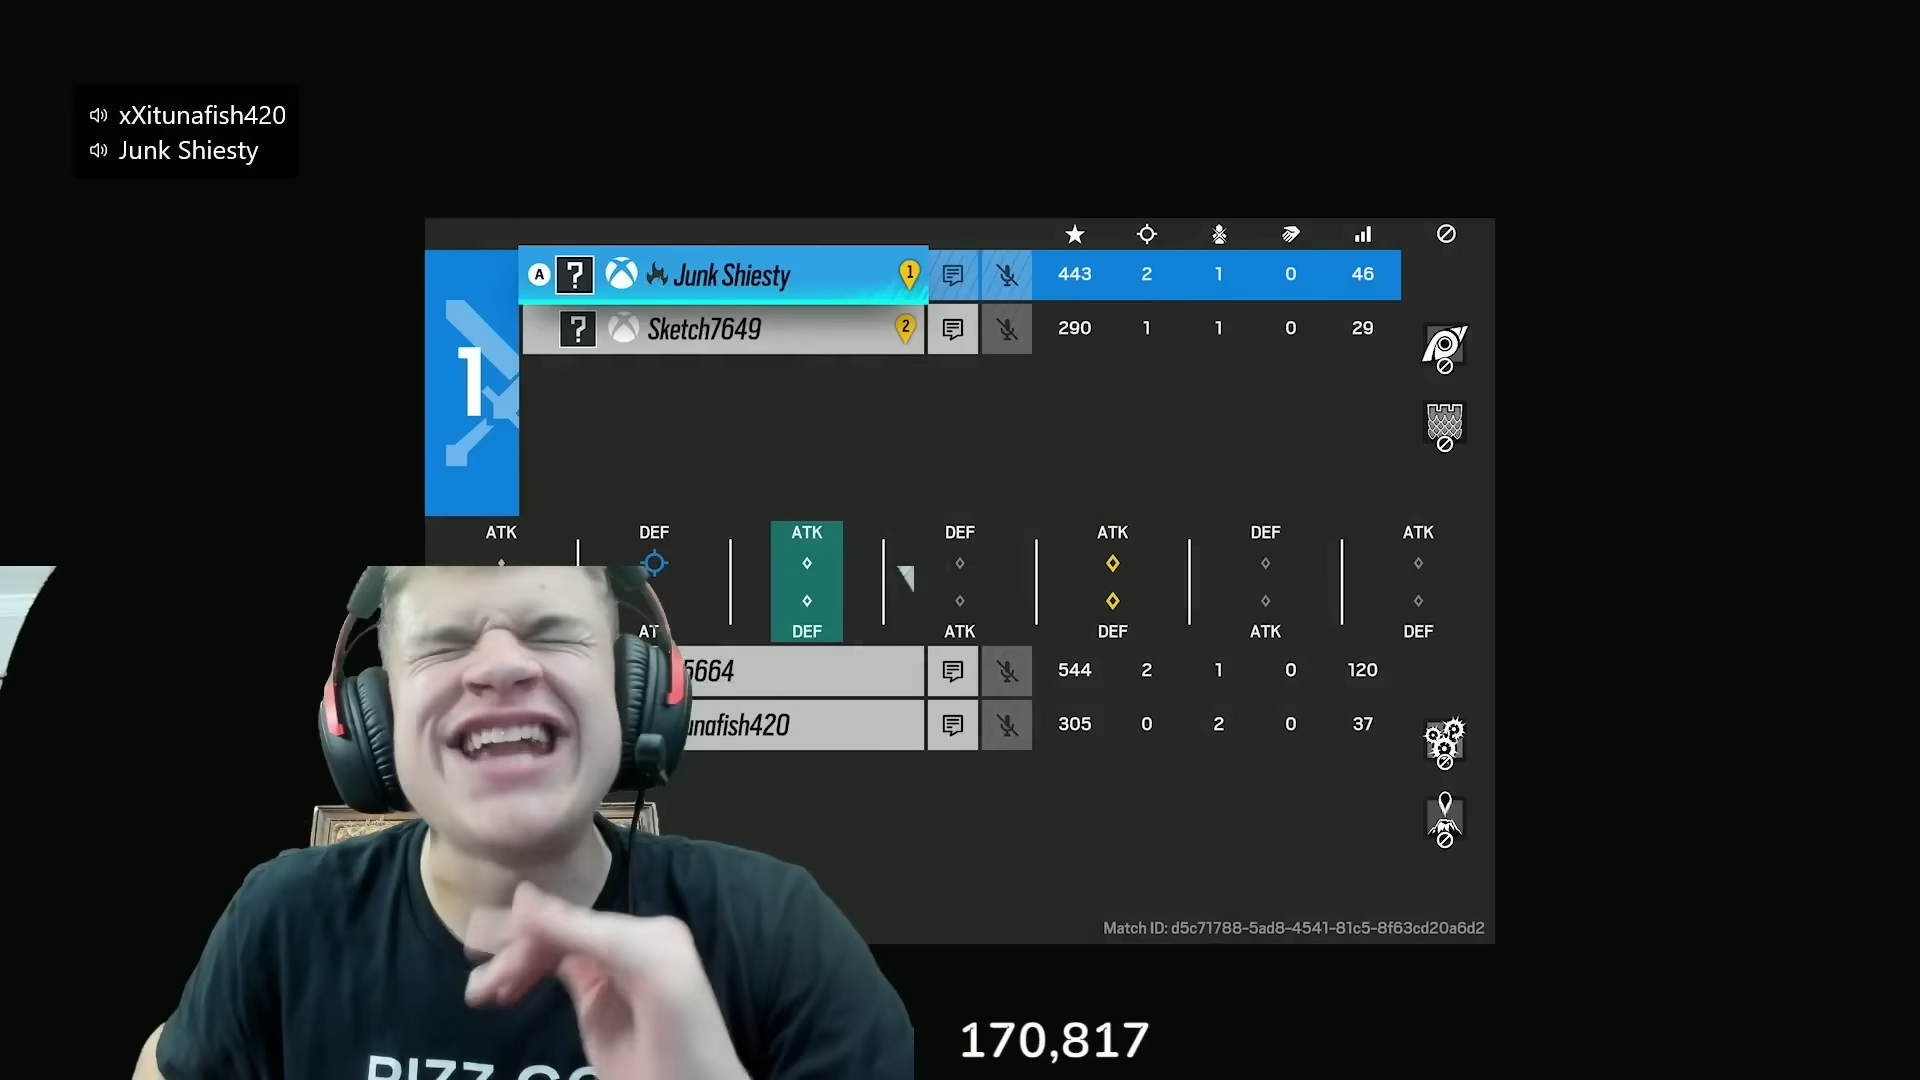 xXitunafish420
Junk Shiesty
A ? Junk Shiesty 1 443 2 1 0 46
? Sketch7649 2 290 1 1 0 29
1
ATK DEF ATK DEF ATK DEF ATK
DEF ATK DEF ATK DEF
5664 544 2 1 0 120
unafish420 305 0 2 0 37
Match ID: d5c71788-5ad8-4541-81c5-8f63cd20a6d2
170,817